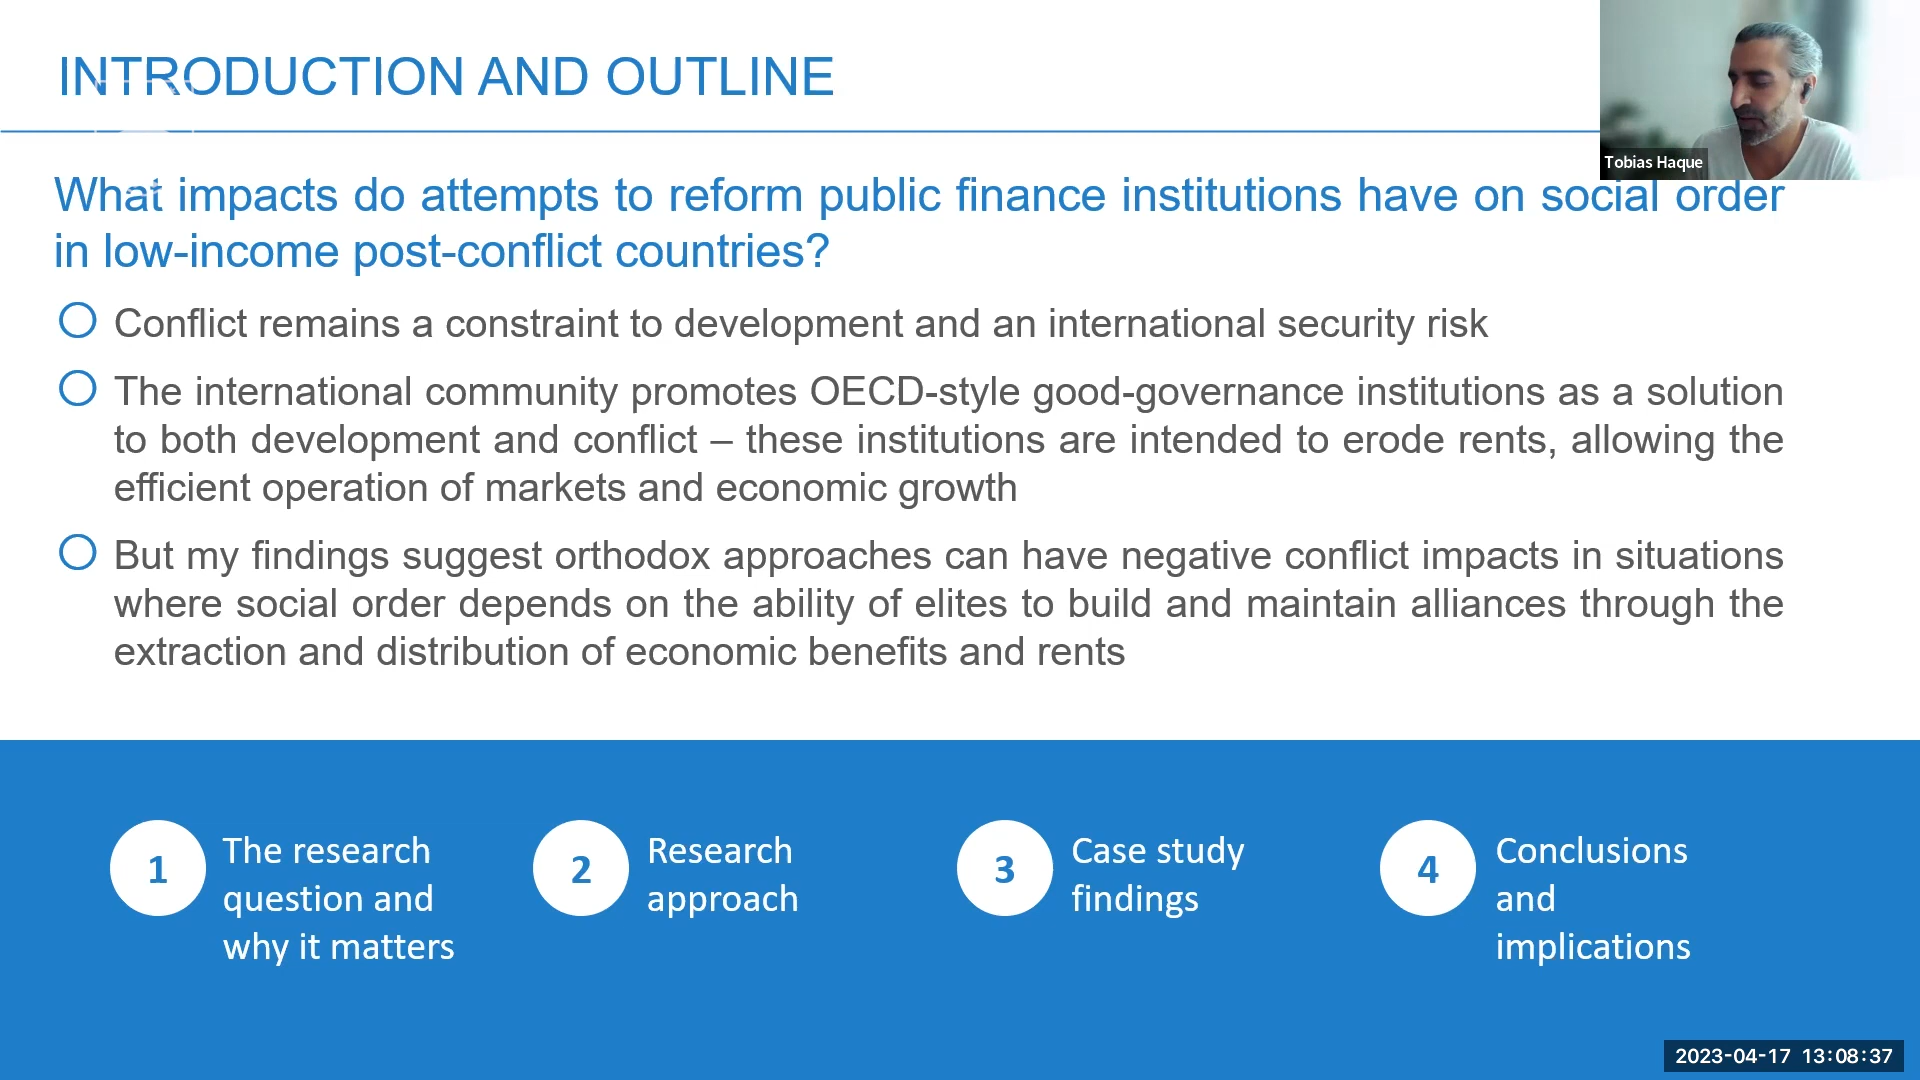 INTRODUCTION AND OUTLINE
Tobias Haque
What impacts do attempts to reform public finance institutions have on social order
in low-income post-conflict countries?
Conflict remains a constraint to development and an international security risk
The international community promotes OECD-style good-governance institutions as a solution
to both development and conflict – these institutions are intended to erode rents, allowing the
efficient operation of markets and economic growth
But my findings suggest orthodox approaches can have negative conflict impacts in situations
where social order depends on the ability of elites to build and maintain alliances through the
extraction and distribution of economic benefits and rents
1
The research
question and
why it matters
2
Research
approach
3
Case study
findings
4
Conclusions
and
implications
2023-04-17 13:08:37